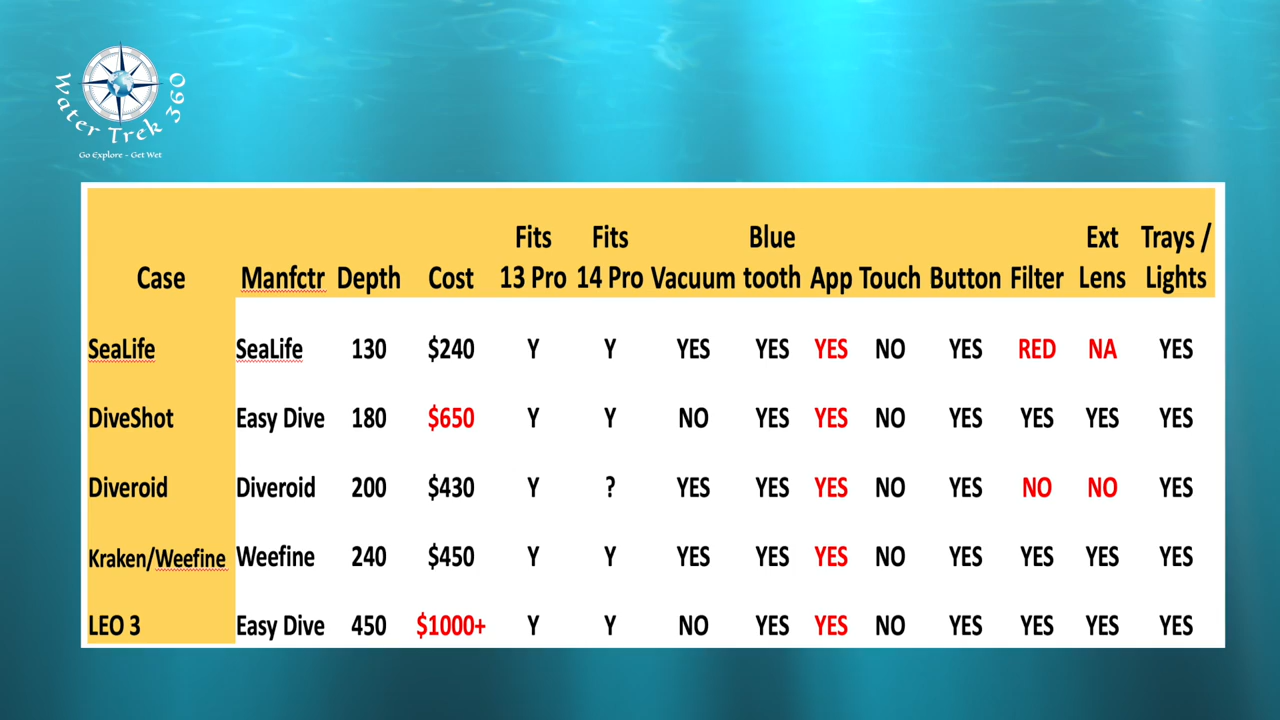 Water Trek 360
Go Explore - Get Wet
Fits Fits Blue Ext Trays /
Case Manfctr Depth Cost 13 Pro 14 Pro Vacuum tooth App Touch Button Filter Lens Lights
SeaLife SeaLife 130 $240 Y Y YES YES YES NO YES RED NA YES
DiveShot Easy Dive 180 $650 Y Y NO YES YES NO YES YES YES YES
Diveroid Diveroid 200 $430 Y ? YES YES YES NO YES NO NO YES
Kraken/Weefine Weefine 240 $450 Y Y YES YES YES NO YES YES YES YES
LEO 3 Easy Dive 450 $1000+ Y Y NO YES YES NO YES YES YES YES